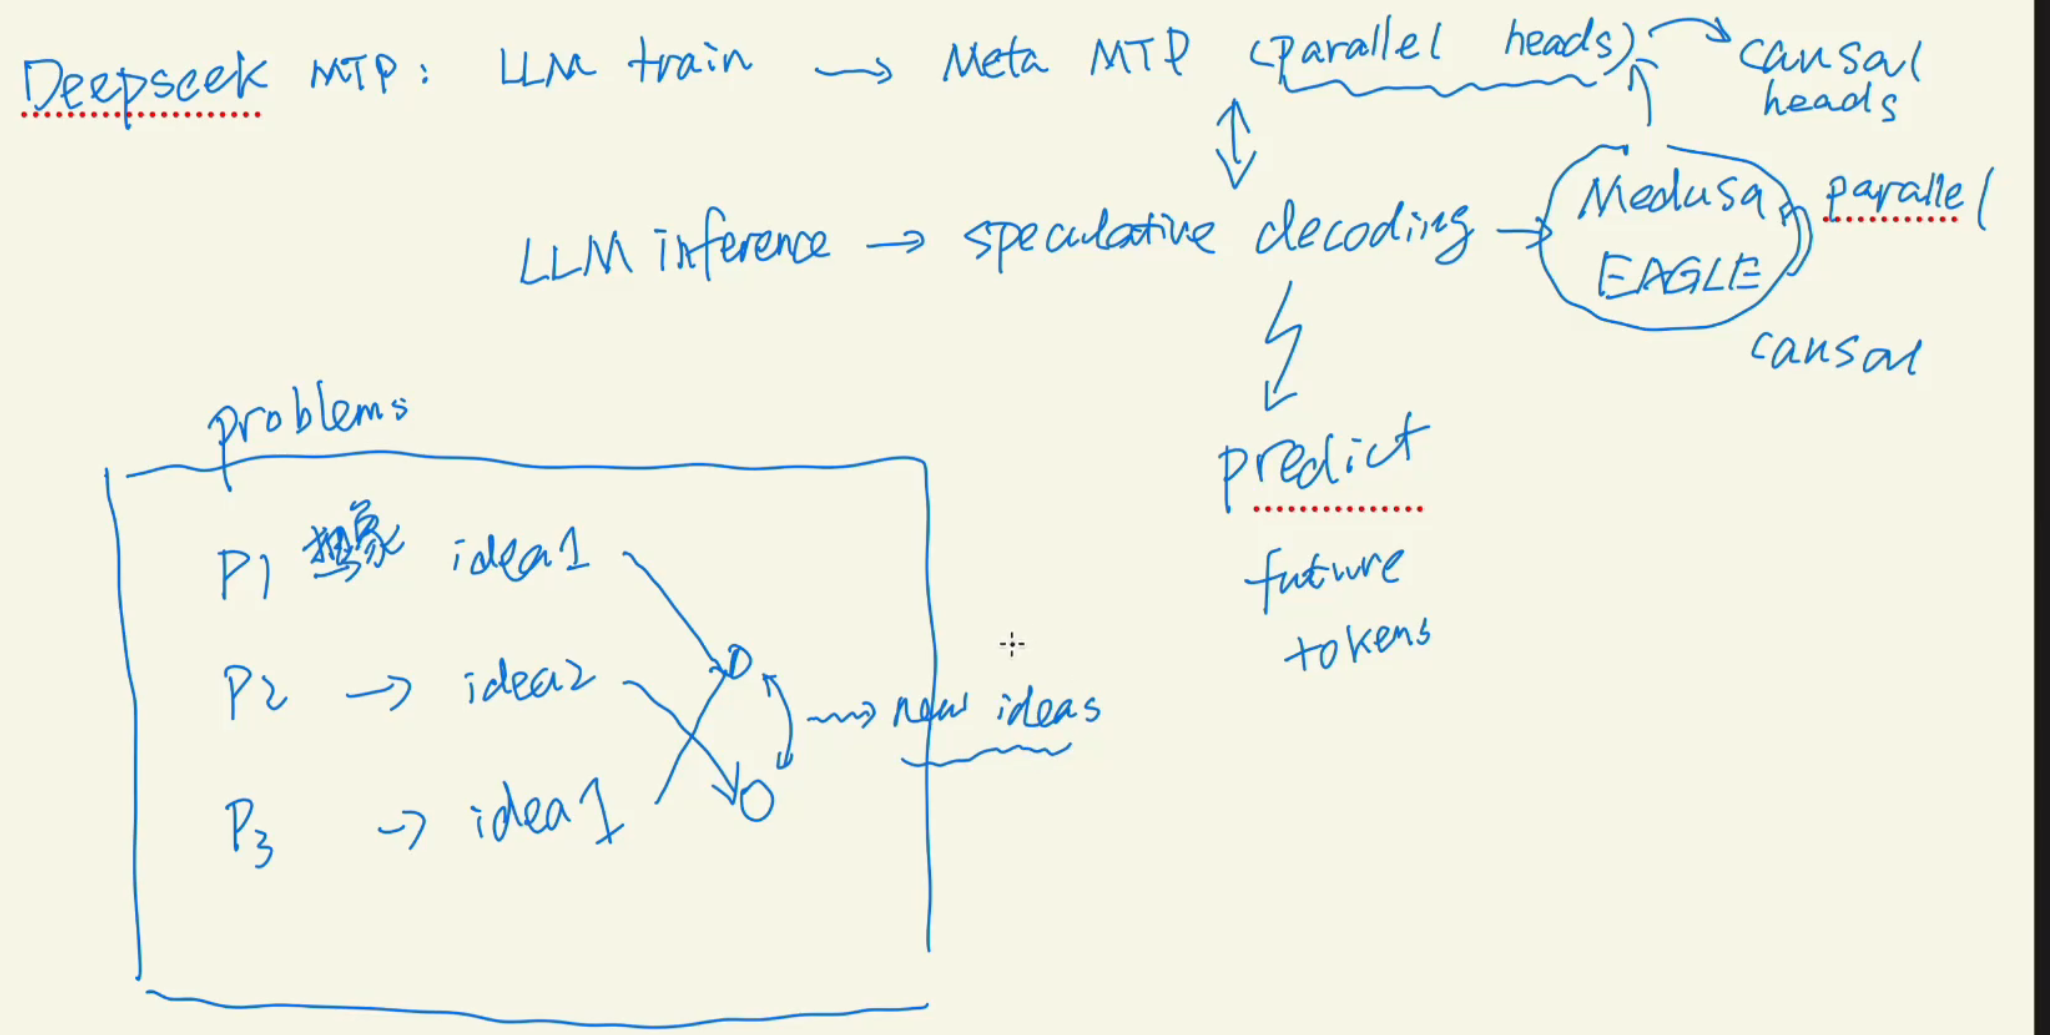 Deepseek MTP: LLM train → Meta MTP (parallel heads) → causal
heads
LLM inference → speculative decoding → Medusa parallel
EAGLE
causal
predict
future
tokens
problems
P1 抽象 idea1
P2 → idea2
→ new ideas
P3 → idea1